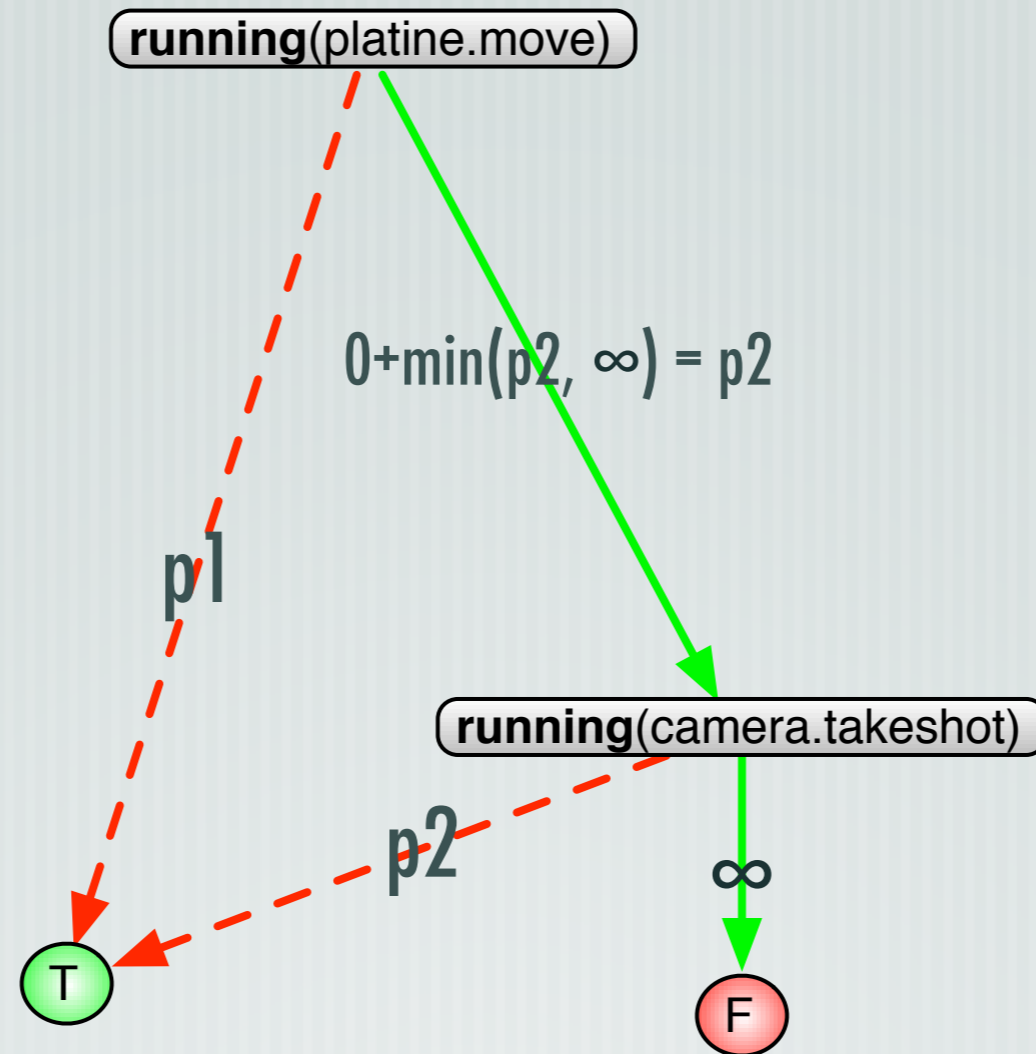 running(platine.move)
0+min(p2, ∞) = p2
p1
running(camera.takeshot)
p2
∞
T
F